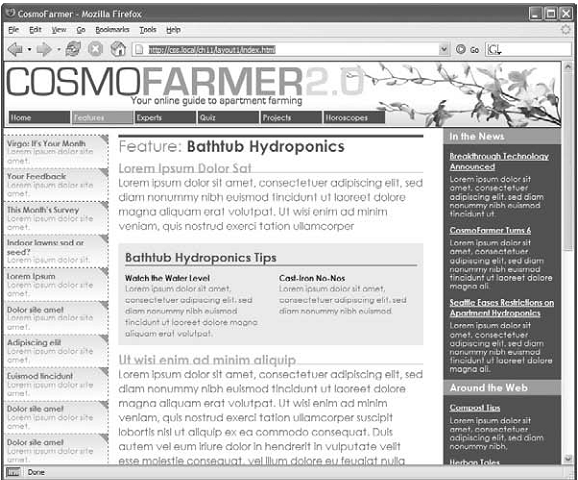 CosmoFarmer - Mozilla Firefox
File Edit View Go Bookmarks Tools Help
http://css.local/ch11/layout1/index.html
Go
COSMOFARMER2.0
Your online guide to apartment farming
Home Features Experts Quiz Projects Horoscopes
Virgo: It's Your Month
Lorem ipsum dolor site
amet.
Your Feedback
Lorem ipsum dolor site
amet.
This Month's Survey
Lorem ipsum dolor site
amet.
Indoor lawns: sod or
seed?
Lorem ipsum dolor sit.
Lorem ipsum
Lorem ipsum dolor site
amet.
Dolor site amet
Lorem ipsum dolor site
amet.
Adipiscing elit
Lorem ipsum dolor site
amet.
Euismod tincidunt
Lorem ipsum dolor site
amet.
Dolor site amet
Lorem ipsum dolor site
amet.
Dolor site amet
Lorem ipsum dolor site
amet.
Feature: Bathtub Hydroponics
Lorem Ipsum Dolor Sat
Lorem ipsum dolor sit amet, consectetuer adipiscing elit, sed
diam nonummy nibh euismod tincidunt ut laoreet dolore
magna aliquam erat volutpat. Ut wisi enim ad minim
veniam, quis nostrud exerci tation ullamcorper
Bathtub Hydroponics Tips
Watch the Water Level
Lorem ipsum dolor sit amet,
consectetuer adipiscing elit, sed
diam nonummy nibh euismod
tincidunt ut laoreet dolore magna
aliquam erat volutpat.
Cast-Iron No-Nos
Lorem ipsum dolor sit amet,
consectetuer adipiscing elit, sed
diam nonummy nibh euismod
Ut wisi enim ad minim aliquip
Lorem ipsum dolor sit amet, consectetuer adipiscing elit, sed
diam nonummy nibh euismod tincidunt ut laoreet dolore
magna aliquam erat volutpat. Ut wisi enim ad minim
veniam, quis nostrud exerci tation ullamcorper suscipit
lobortis nisl ut aliquip ex ea commodo consequat. Duis
autem vel eum iriure dolor in hendrerit in vulputate velit
esse molestie consequat, vel illum dolore eu feugiat nulla
In the News
Breakthrough Technology
Announced
Lorem ipsum dolor sit
amet, consectetuer
adipiscing elit, sed diam
nonummy nibh euismod
tincidunt ut.
CosmoFarmer Turns 6
Lorem ipsum dolor sit
amet, consectetuer
adipiscing elit, sed diam
nonummy nibh euismod.
Seattle Eases Restrictions on
Apartment Hydroponics
Lorem ipsum dolor sit
amet, consectetuer
adipiscing elit, sed diam
nonummy nibh euismod
tincidunt ut laoreet dolore
magna ali.
Around the Web
Compost Tips
Lorem ipsum dolor sit
amet, consectetuer
adipiscing elit, sed diam
nonummy nibh.
Herban Tales
Done